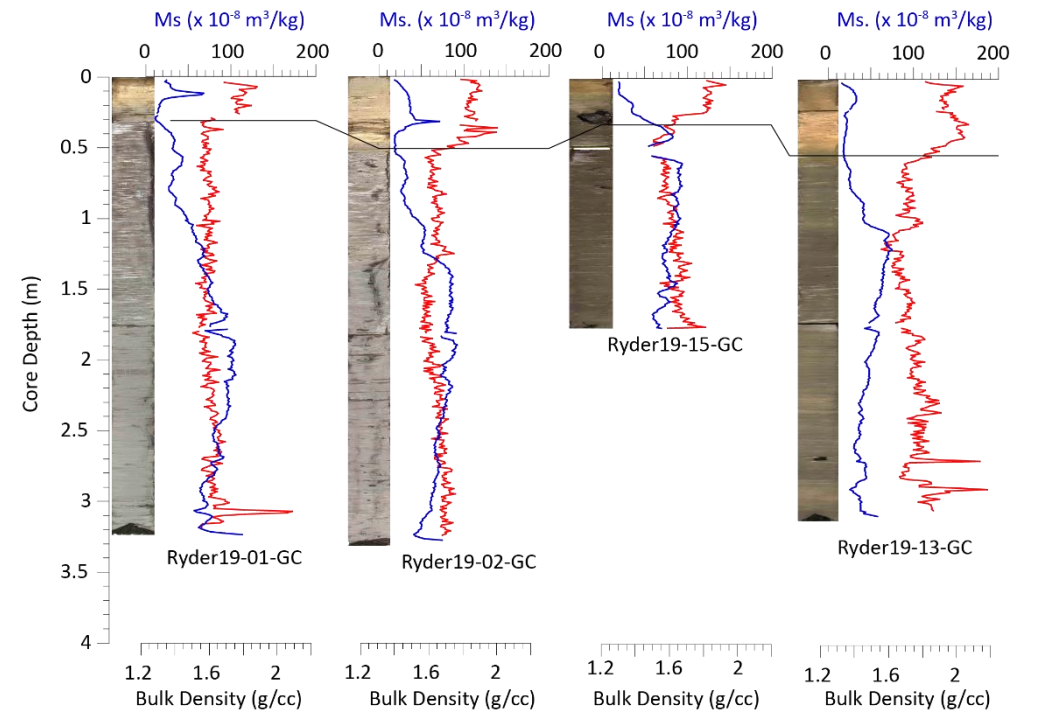 Ms (x 10⁻⁸ m³/kg) Ms. (x 10⁻⁸ m³/kg) Ms (x 10⁻⁸ m³/kg) Ms. (x 10⁻⁸ m³/kg)
0 100 200 0 100 200 0 100 200 0 100 200
0
0.5
1
1.5
2
2.5
3
3.5
4
Core Depth (m)
Ryder19-15-GC
Ryder19-13-GC
Ryder19-01-GC
Ryder19-02-GC
1.2 1.6 2 1.2 1.6 2 1.2 1.6 2 1.2 1.6 2
Bulk Density (g/cc) Bulk Density (g/cc) Bulk Density (g/cc) Bulk Density (g/cc)